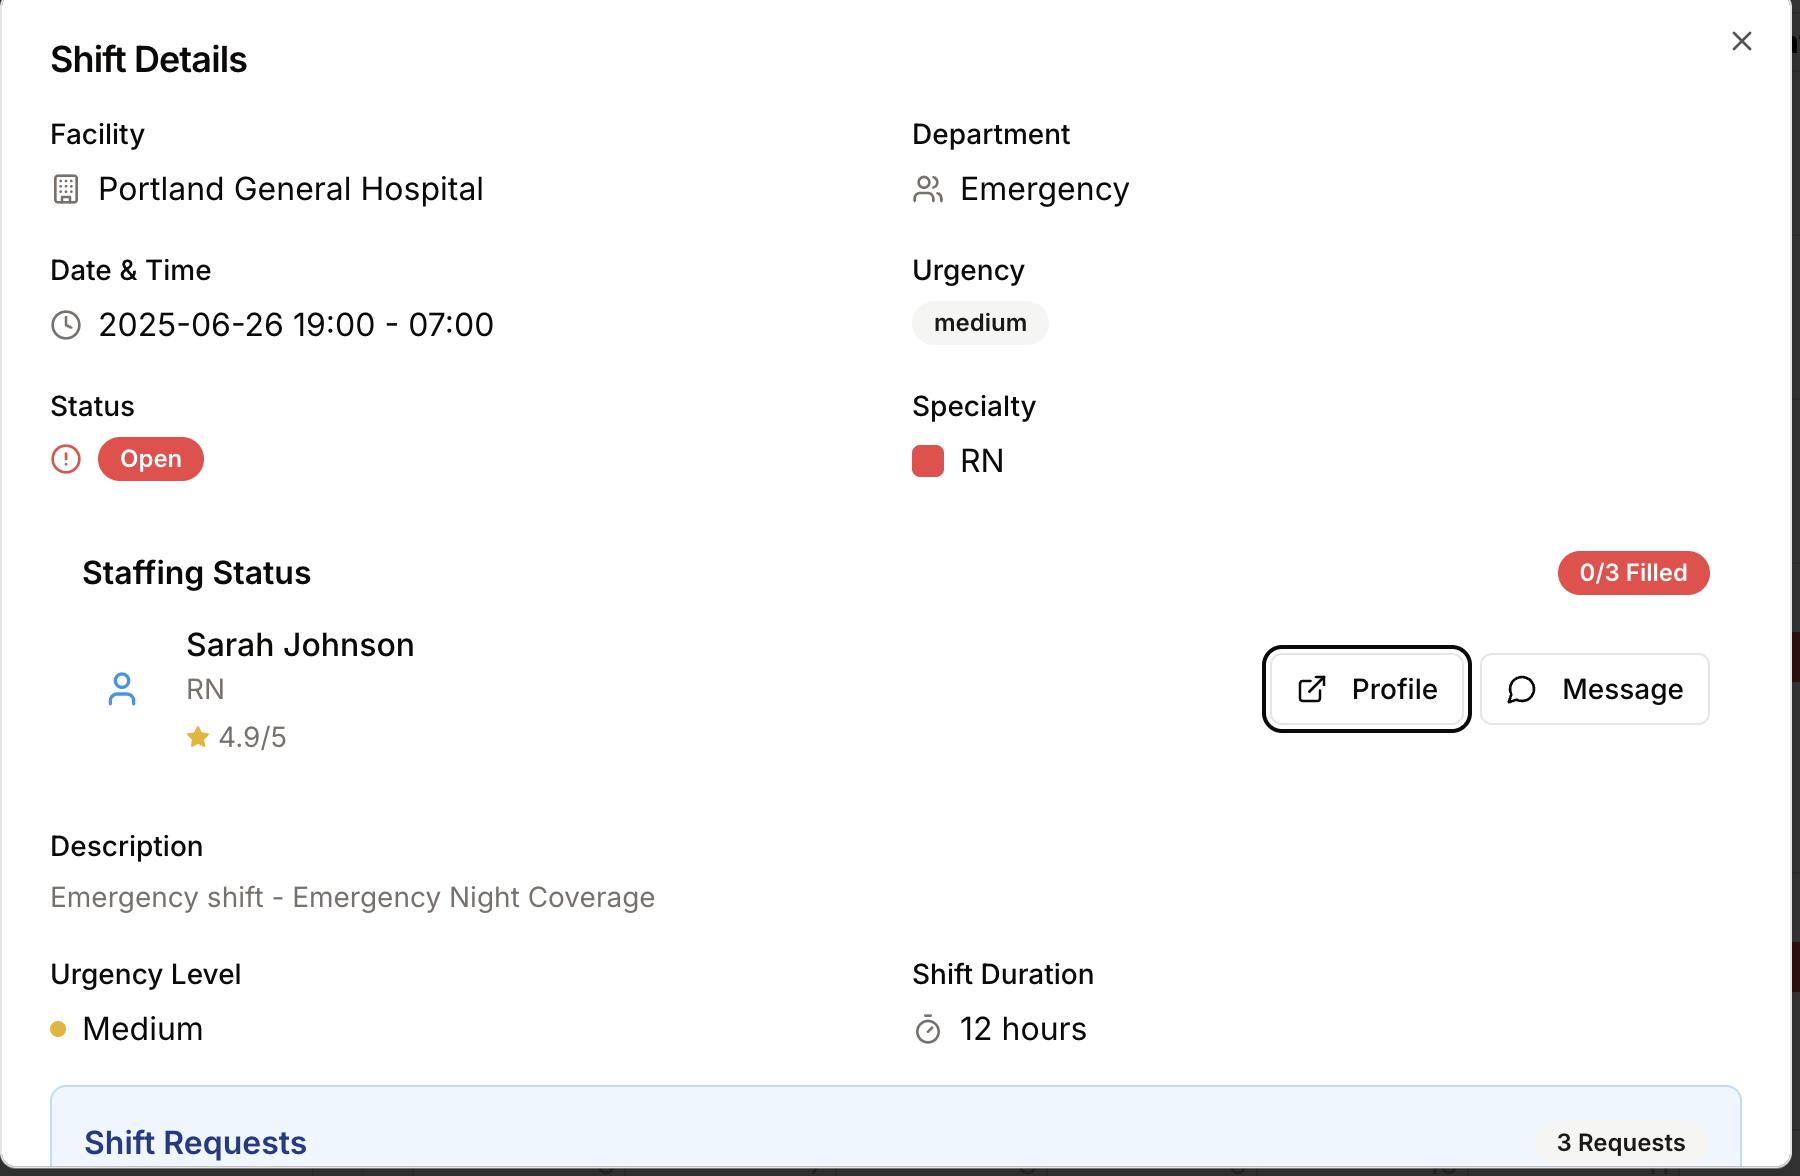 Shift Details
Facility
Portland General Hospital
Department
Emergency
Date & Time
2025-06-26 19:00 - 07:00
Urgency
medium
Status
Open
Specialty
RN
Staffing Status
0/3 Filled
Sarah Johnson
RN
4.9/5
Profile
Message
Description
Emergency shift - Emergency Night Coverage
Urgency Level
Medium
Shift Duration
12 hours
Shift Requests
3 Requests